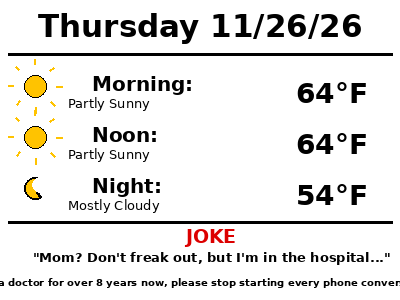 Thursday 11/26/26
Morning:
64°F
Partly Sunny
Noon:
64°F
Partly Sunny
Night:
54°F
Mostly Cloudy
JOKE
"Mom? Don't freak out, but I'm in the hospital..."
a doctor for over 8 years now, please stop starting every phone